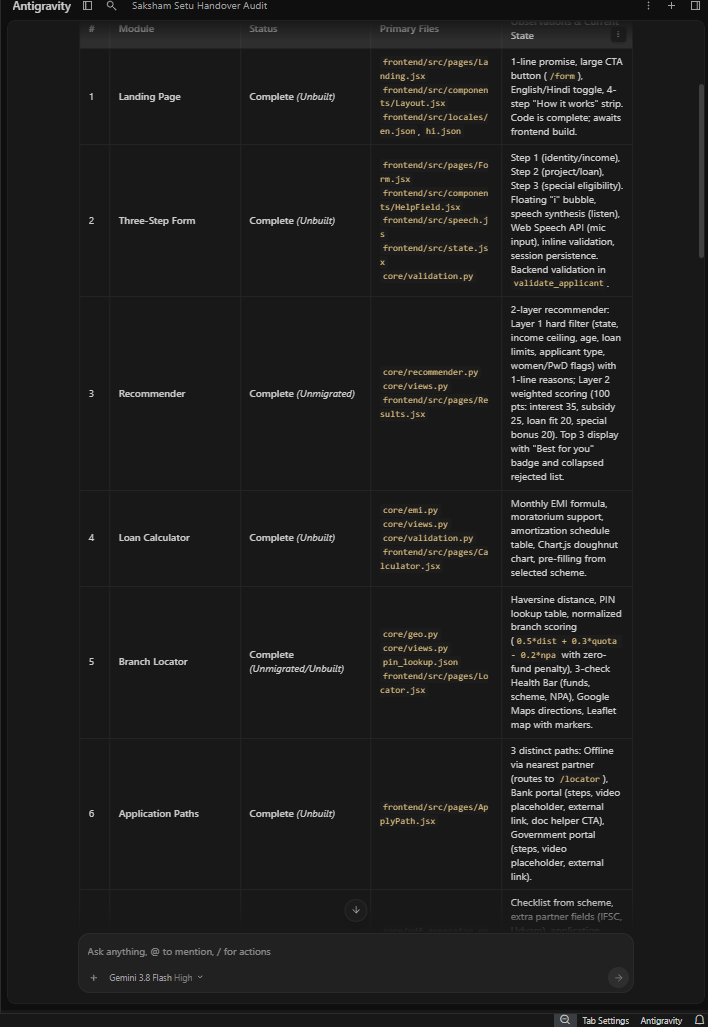 Antigravity
Saksham Setu Handover Audit
#
Module
Status
Primary Files
Observations & Current
State
1
Landing Page
Complete (Unbuilt)
frontend/src/pages/La
nding.jsx
frontend/src/componen
ts/Layout.jsx
frontend/src/locales/
en.json, hi.json
1-line promise, large CTA
button ( /form ),
English/Hindi toggle, 4-
step "How it works" strip.
Code is complete; awaits
frontend build.
2
Three-Step Form
Complete (Unbuilt)
frontend/src/pages/Fo
rm.jsx
frontend/src/componen
ts/HelpField.jsx
frontend/src/speech.j
s
frontend/src/state.js
x
core/validation.py
Step 1 (identity/income),
Step 2 (project/loan),
Step 3 (special eligibility).
Floating "i" bubble,
speech synthesis (listen),
Web Speech API (mic
input), inline validation,
session persistence.
Backend validation in
validate_applicant .
3
Recommender
Complete (Unmigrated)
core/recommender.py
core/views.py
frontend/src/pages/Re
sults.jsx
2-layer recommender:
Layer 1 hard filter (state,
income ceiling, age, loan
limits, applicant type,
women/PwD flags) with
1-line reasons; Layer 2
weighted scoring (100
pts: interest 35, subsidy
25, loan fit 20, special
bonus 20). Top 3 display
with "Best for you"
badge and collapsed
rejected list.
4
Loan Calculator
Complete (Unbuilt)
core/emi.py
core/views.py
core/validation.py
frontend/src/pages/Ca
lculator.jsx
Monthly EMI formula,
moratorium support,
amortization schedule
table, Chart.js doughnut
chart, pre-filling from
selected scheme.
5
Branch Locator
Complete
(Unmigrated/Unbuilt)
core/geo.py
core/views.py
pin_lookup.json
frontend/src/pages/Lo
cator.jsx
Haversine distance, PIN
lookup table, normalized
branch scoring
( 0.5*dist + 0.3*quota
- 0.2*npa with zero-
fund penalty), 3-check
Health Bar (funds,
scheme, NPA), Google
Maps directions, Leaflet
map with markers.
6
Application Paths
Complete (Unbuilt)
frontend/src/pages/Ap
plyPath.jsx
3 distinct paths: Offline
via nearest partner
(routes to /locator ),
Bank portal (steps, video
placeholder, external
link, doc helper CTA),
Government portal
(steps, video
placeholder, external
link).
Checklist from scheme,
extra partner fields (IFSC,
Ask anything, @ to mention, / for actions
Gemini 3.8 Flash High
Tab Settings
Antigravity